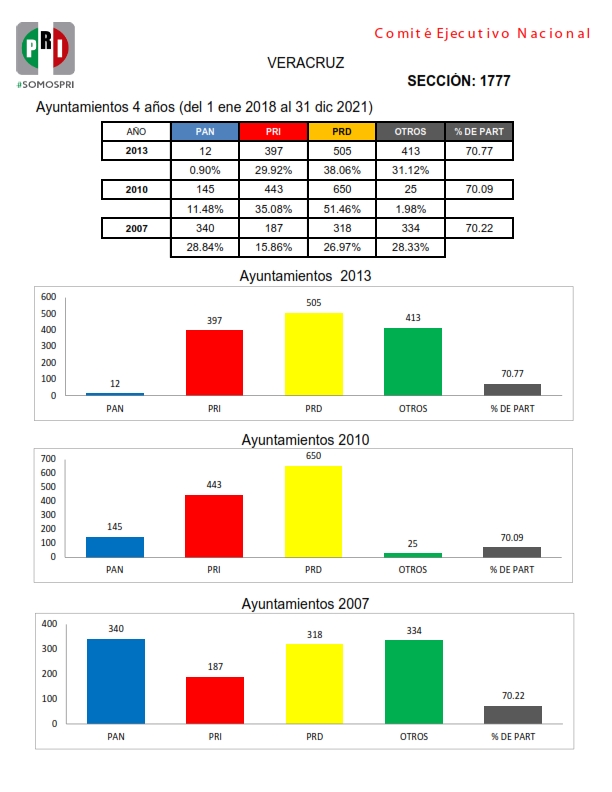 Comité Ejecutivo Nacional
PRI
#SOMOSPRI
VERACRUZ
SECCIÓN: 1777
Ayuntamientos 4 años (del 1 ene 2018 al 31 dic 2021)
AÑO PAN PRI PRD OTROS % DE PART
2013 12 397 505 413 70.77
0.90% 29.92% 38.06% 31.12%
2010 145 443 650 25 70.09
11.48% 35.08% 51.46% 1.98%
2007 340 187 318 334 70.22
28.84% 15.86% 26.97% 28.33%
Ayuntamientos 2013
600
500
400
300
200
100
0
12 397 505 413 70.77
PAN PRI PRD OTROS % DE PART
Ayuntamientos 2010
700
600
500
400
300
200
100
0
145 443 650 25 70.09
PAN PRI PRD OTROS % DE PART
Ayuntamientos 2007
400
300
200
100
0
340 187 318 334 70.22
PAN PRI PRD OTROS % DE PART